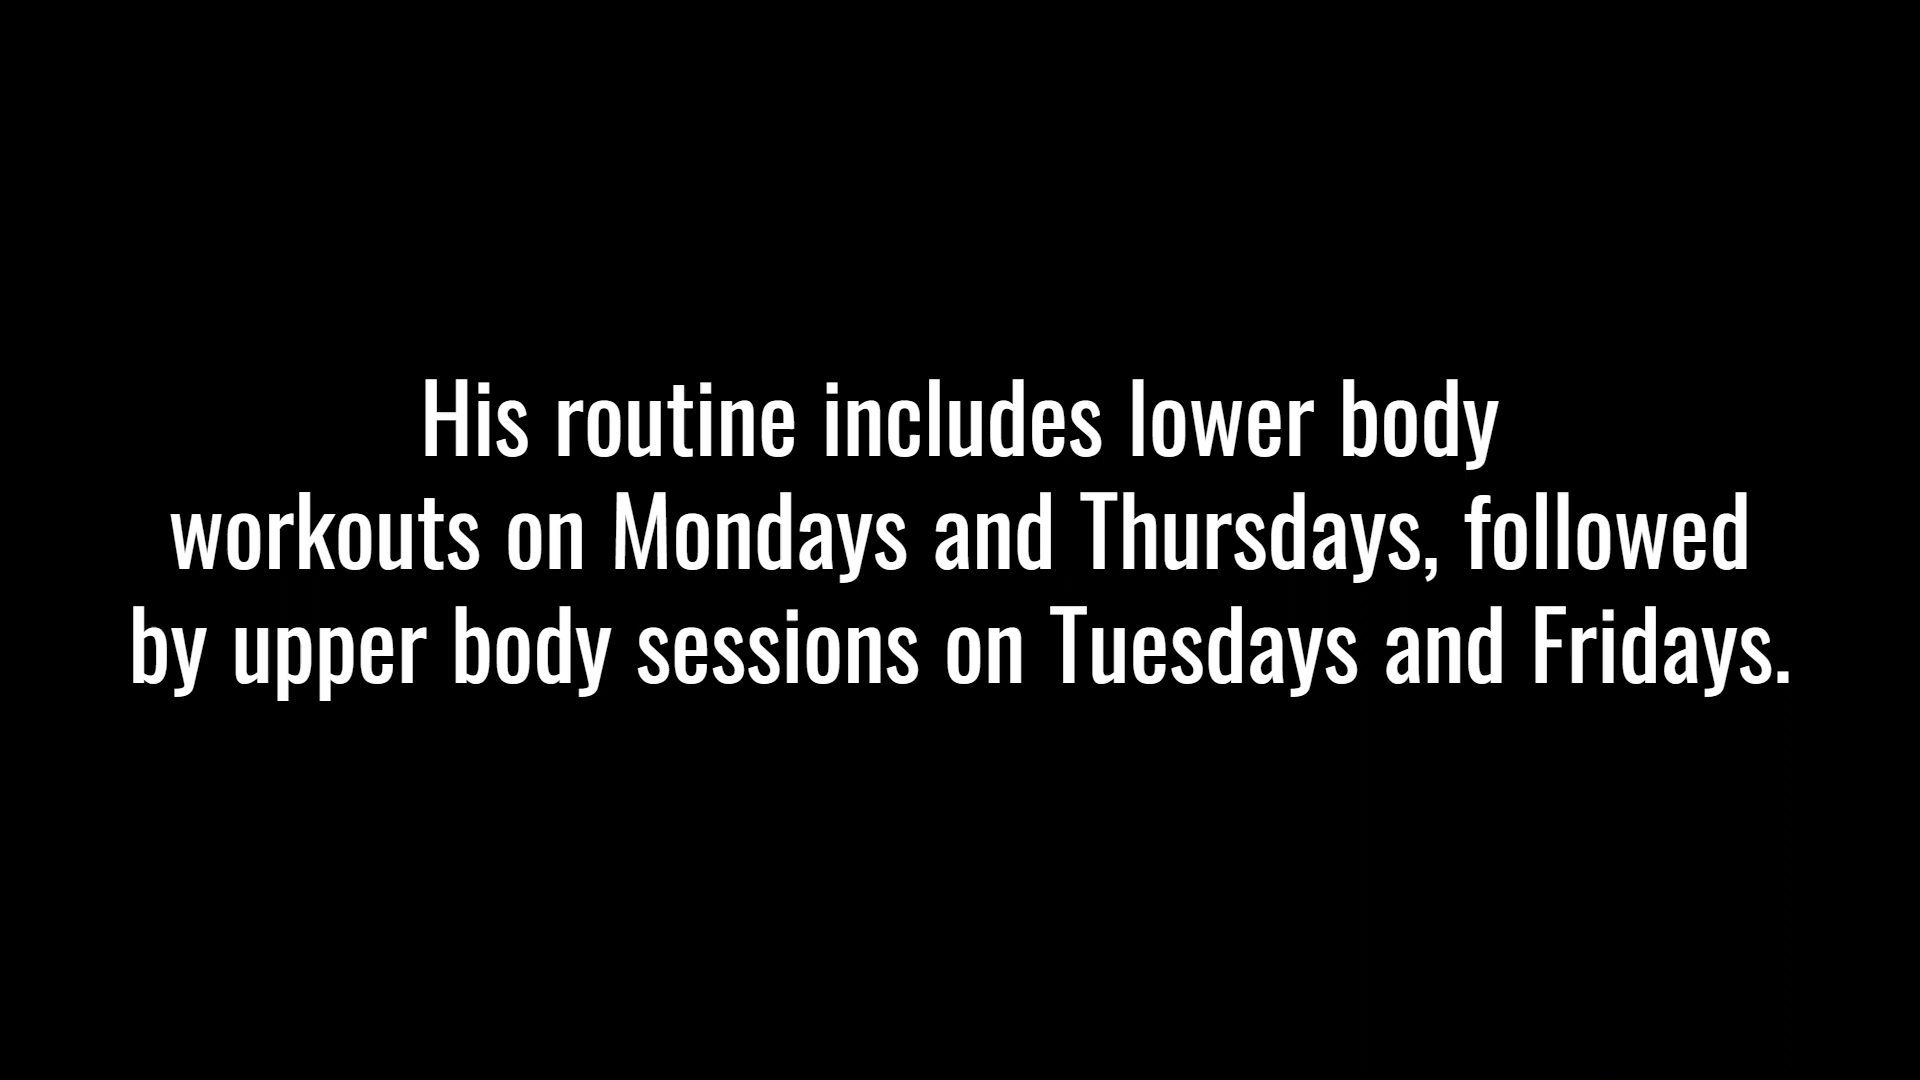 His routine includes lower body
workouts on Mondays and Thursdays, followed
by upper body sessions on Tuesdays and Fridays.